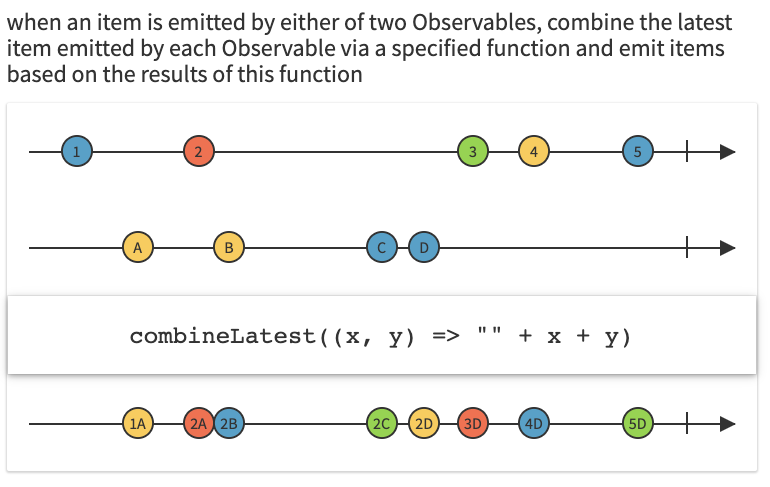 when an item is emitted by either of two Observables, combine the latest
item emitted by each Observable via a specified function and emit items
based on the results of this function
1 2 3 4 5
A B C D
combineLatest((x, y) => "" + x + y)
1A 2A 2B 2C 2D 3D 4D 5D